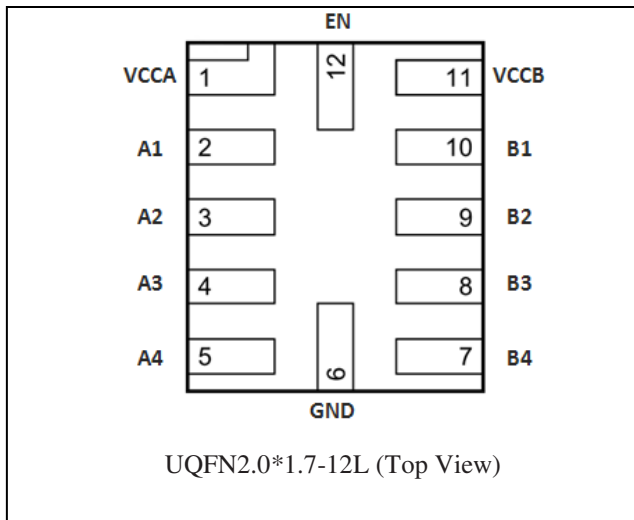 EN
VCCA 1 12 11 VCCB
A1 2 10 B1
A2 3 9 B2
A3 4 8 B3
A4 5 6 7 B4
GND
UQFN2.0*1.7-12L (Top View)